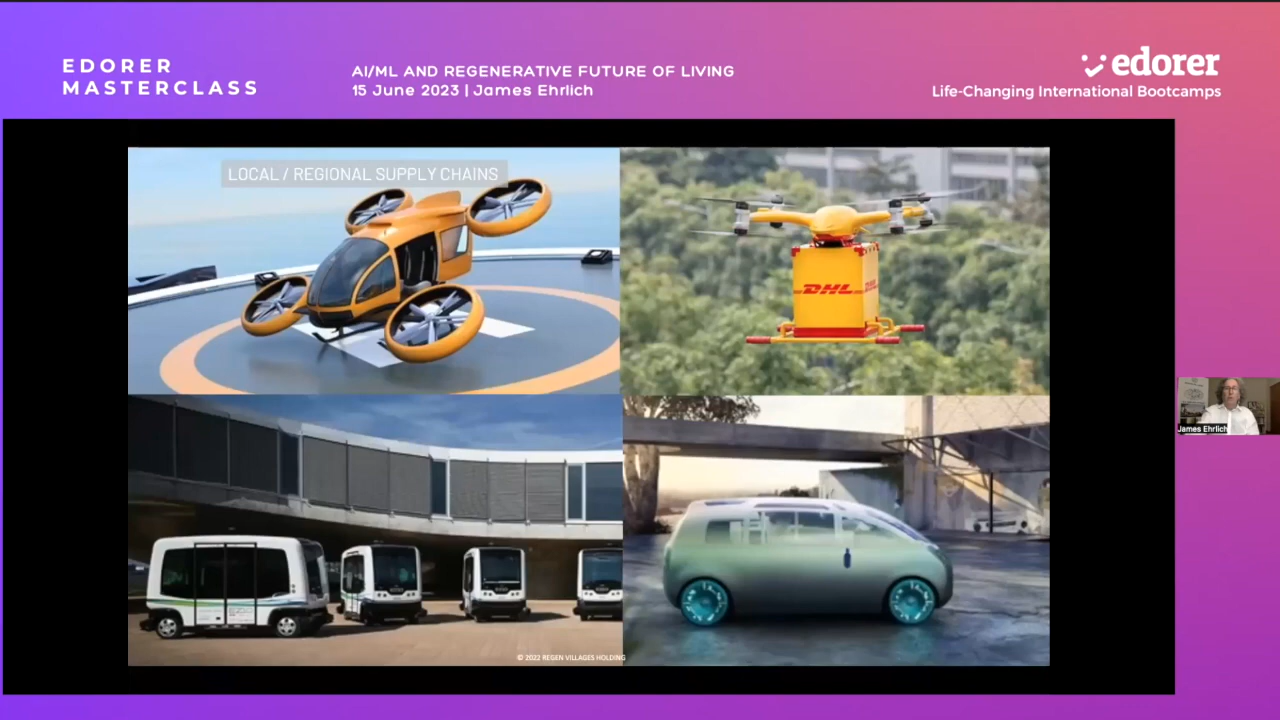 EDORER
MASTERCLASS
AI/ML AND REGENERATIVE FUTURE OF LIVING
15 June 2023 | James Ehrlich
edorer
Life-Changing International Bootcamps
LOCAL / REGIONAL SUPPLY CHAINS
DHL
© 2022 REGEN VILLAGES HOLDING
James Ehrlich